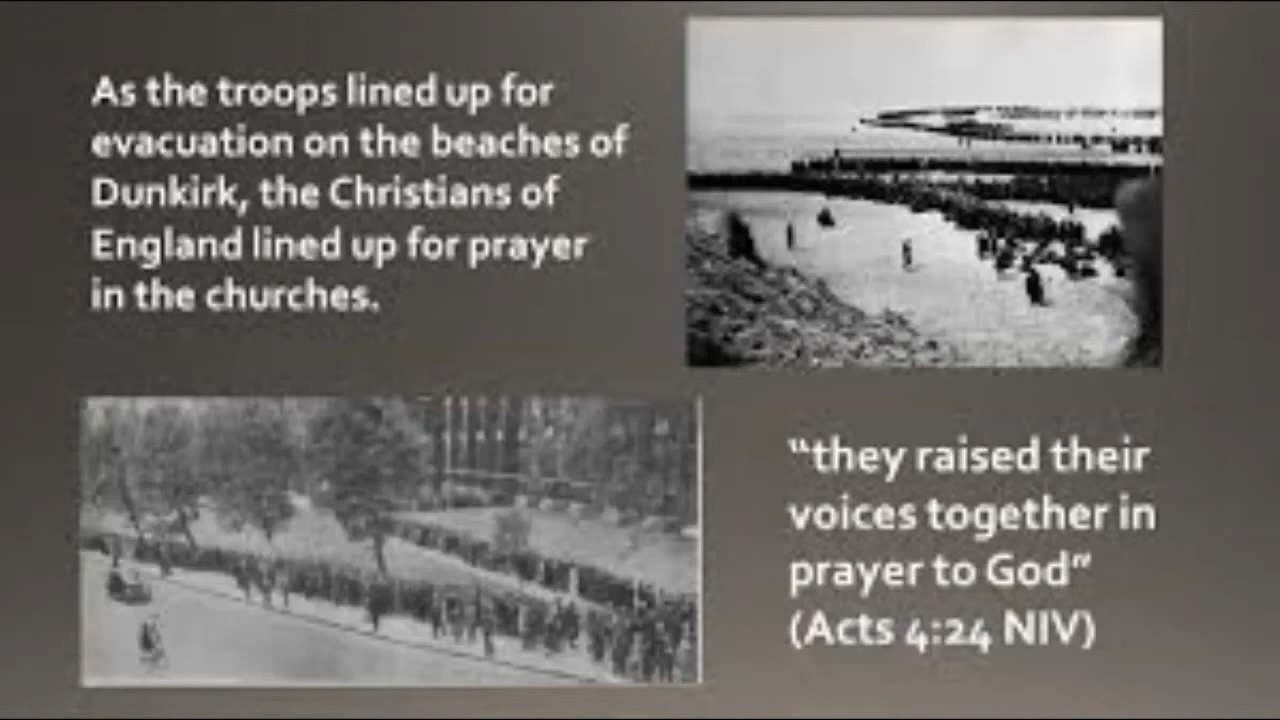 As the troops lined up for
evacuation on the beaches of
Dunkirk, the Christians of
England lined up for prayer
in the churches.
“they raised their
voices together in
prayer to God”
(Acts 4:24 NIV)